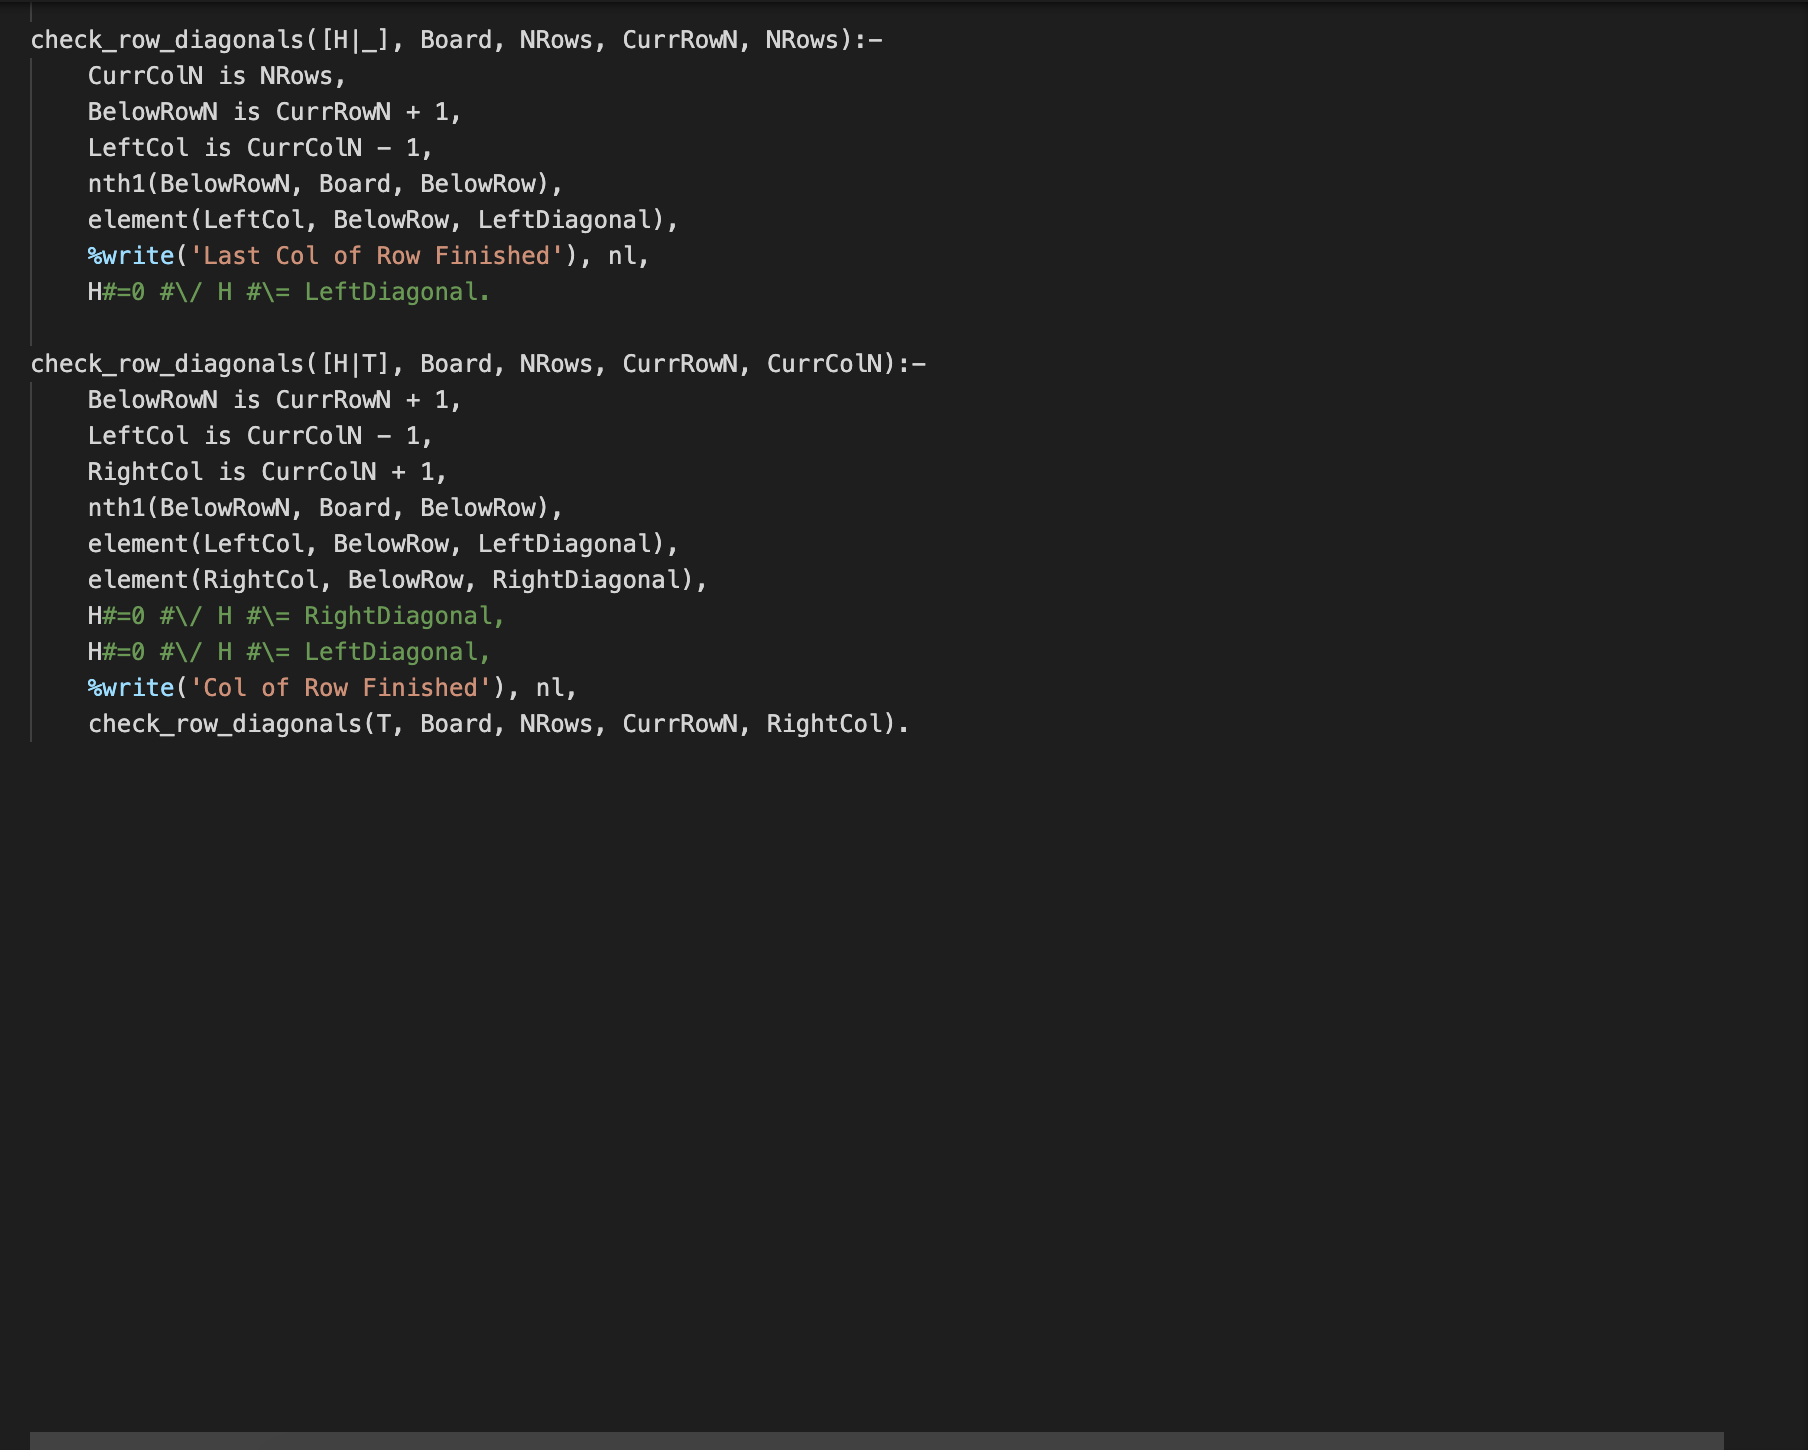 check_row_diagonals([H|_], Board, NRows, CurrRowN, NRows):-
    CurrColN is NRows,
    BelowRowN is CurrRowN + 1,
    LeftCol is CurrColN - 1,
    nth1(BelowRowN, Board, BelowRow),
    element(LeftCol, BelowRow, LeftDiagonal),
    %write('Last Col of Row Finished'), nl,
    H#=0 #\/ H #\= LeftDiagonal.

check_row_diagonals([H|T], Board, NRows, CurrRowN, CurrColN):-
    BelowRowN is CurrRowN + 1,
    LeftCol is CurrColN - 1,
    RightCol is CurrColN + 1,
    nth1(BelowRowN, Board, BelowRow),
    element(LeftCol, BelowRow, LeftDiagonal),
    element(RightCol, BelowRow, RightDiagonal),
    H#=0 #\/ H #\= RightDiagonal,
    H#=0 #\/ H #\= LeftDiagonal,
    %write('Col of Row Finished'), nl,
    check_row_diagonals(T, Board, NRows, CurrRowN, RightCol).